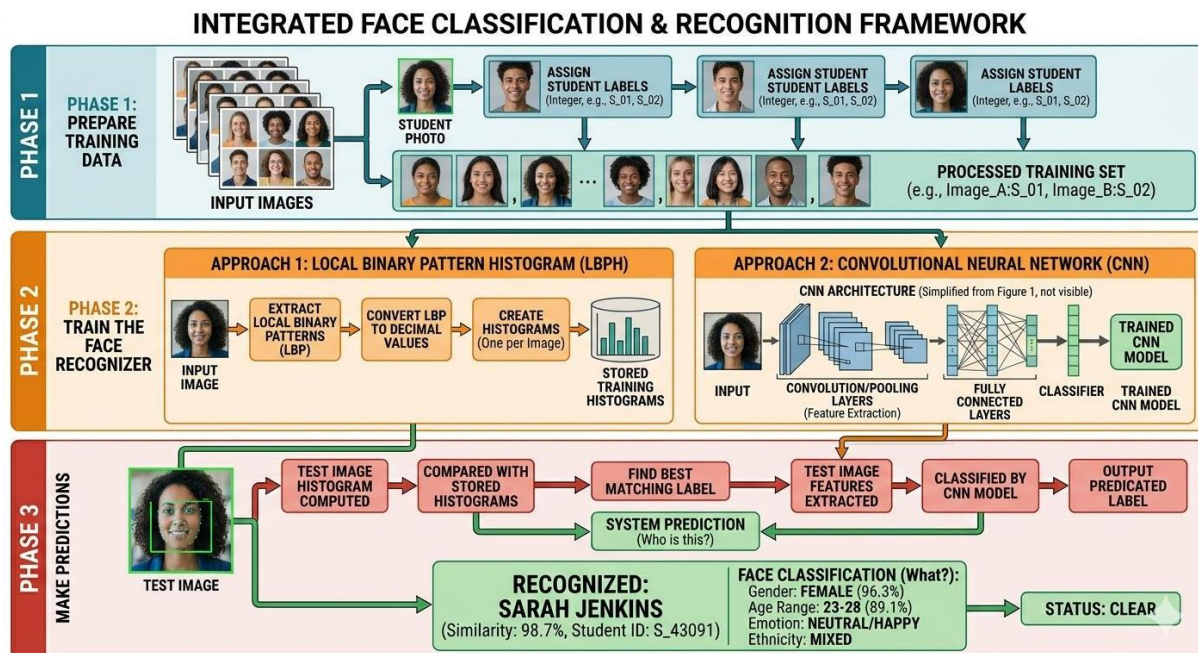 INTEGRATED FACE CLASSIFICATION & RECOGNITION FRAMEWORK
PHASE 1
PHASE 1:
PREPARE
TRAINING
DATA
INPUT IMAGES
STUDENT
PHOTO
ASSIGN
STUDENT LABELS
(Integer, e.g., S_01, S_02)
ASSIGN STUDENT
STUDENT LABELS
(Integer, e.g., S_01, S_02)
ASSIGN STUDENT
STUDENT LABELS
(Integer, e.g., S_01, S_02)
, , ... , , ,
PROCESSED TRAINING SET
(e.g., Image_A:S_01, Image_B:S_02)
PHASE 2
PHASE 2:
TRAIN THE
FACE
RECOGNIZER
APPROACH 1: LOCAL BINARY PATTERN HISTOGRAM (LBPH)
INPUT
IMAGE
EXTRACT
LOCAL BINARY
PATTERNS
(LBP)
CONVERT LBP
TO DECIMAL
VALUES
CREATE
HISTOGRAMS
(One per Image)
STORED
TRAINING
HISTOGRAMS
APPROACH 2: CONVOLUTIONAL NEURAL NETWORK (CNN)
CNN ARCHITECTURE (Simplified from Figure 1, not visible)
INPUT
CONVOLUTION/POOLING
LAYERS
(Feature Extraction)
FULLY
CONNECTED
LAYERS
CLASSIFIER
TRAINED
CNN
MODEL
TRAINED
CNN MODEL
PHASE 3
MAKE PREDICTIONS
TEST IMAGE
TEST IMAGE
HISTOGRAM
COMPUTED
COMPARED WITH
STORED
HISTOGRAMS
FIND BEST
MATCHING LABEL
TEST IMAGE
FEATURES
EXTRACTED
CLASSIFIED BY
CNN MODEL
OUTPUT
PREDICATED
LABEL
SYSTEM PREDICTION
(Who is this?)
RECOGNIZED:
SARAH JENKINS
(Similarity: 98.7%, Student ID: S_43091)
FACE CLASSIFICATION (What?):
Gender: FEMALE (96.3%)
Age Range: 23-28 (89.1%)
Emotion: NEUTRAL/HAPPY
Ethnicity: MIXED
STATUS: CLEAR